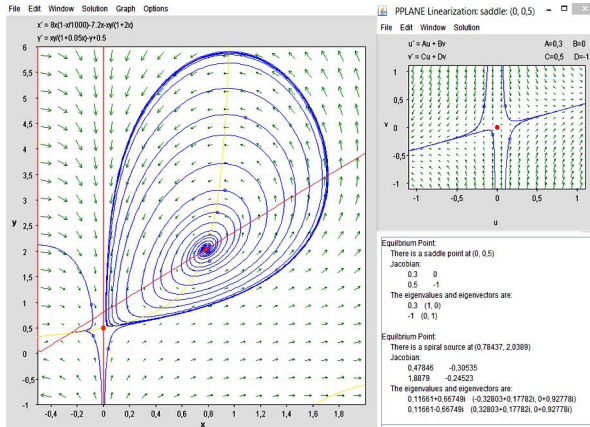 File Edit Window Solution Graph Options
x' = 8x(1-x/1000)-7.2x-xy/(1+2x)
y' = xy/(1+0.05x)-y+0.5
6
5,5
5
4,5
4
3,5
3
2,5
2
1,5
1
0,5
0
-0,5
-1
y
-0,4 -0,2 0 0,2 0,4 0,6 0,8 1 1,2 1,4 1,6 1,8
x
PPLANE Linearization: saddle: (0, 0,5)
File Edit Window Solution
u' = Au + Bv A=0,3 B=0
v' = Cu + Dv C=0,5 D=-1
1
0,5
0
-0,5
-1
v
-1 -0,5 0 0,5 1
u
Equilibrium Point:
There is a saddle point at (0, 0,5)
Jacobian:
0,3 0
0,5 -1
The eigenvalues and eigenvectors are:
0,3 (1, 0)
-1 (0, 1)
Equilibrium Point:
There is a spiral source at (0,78437, 2,0389)
Jacobian:
0,47846 -0,30535
1,8879 -0,24523
The eigenvalues and eigenvectors are:
0,11661+0,66749i (-0,32803+0,17782i, 0+0,92778i)
0,11661-0,66749i (0,32803+0,17782i, 0+0,92778i)